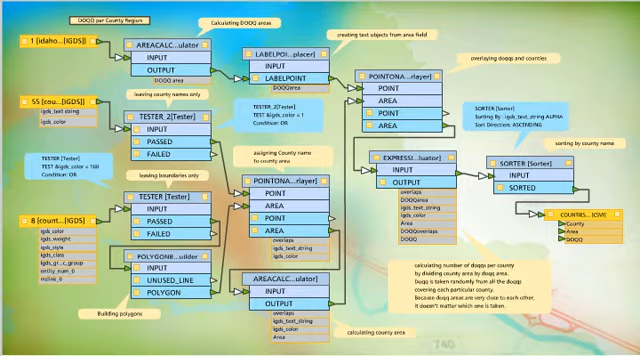 DOQQ per County Region
Calculating DOQQ areas
creating text objects from area field
1 [idaho...[IGDS]
AREACALC...ulator
INPUT
OUTPUT
DOQQ area
LABELPOI...placer]
INPUT
LABELPOINT
DOQQarea
overlaying doqqs and counties
POINTONA...rlayer]
POINT
AREA
POINT
AREA
leaving county names only
55 [cou...[IGDS]
igds_text_string
igds_color
TESTER_2[Tester]
INPUT
PASSED
FAILED
TESTER_2[Tester]
TEST &igds_color = 1
Condition: OR
SORTER [Sorter]
Sorting By : igds_text_string ALPHA
Sort Direction: ASCENDING
sorting by county name
assigning County name
to county area
TESTER [Tester]
TEST &igds_color = 100
Condition: OR
leaving boundaries only
EXPRESSI...luator]
INPUT
OUTPUT
overlaps
DOQQarea
igds_text_string
igds_color
Area
DOQQoverlaps
DOQQ
SORTER [Sorter]
INPUT
SORTED
COUNTIES...[CSV]
County
Area
DOQQ
POINTONA...rlayer]
POINT
AREA
POINT
AREA
overlaps
igds_text_string
igds_color
TESTER [Tester]
INPUT
PASSED
FAILED
8 [count...[IGDS]
igds_color
igds_weight
igds_style
igds_class
igds_gr...c_group
entity_num_0
mslink_0
POLYGONB...uilder
INPUT
UNUSED_LINE
POLYGON
Building polygons
AREACALC...ulator]
INPUT
OUTPUT
overlaps
igds_text_string
igds_color
Area
calculating county area
calculating number of doqqs per county
by dividing county area by doqq area.
Doqq is taken randomly from all the doqqs
covering each particular county.
Because doqq areas are very close to each other,
it doesn't matter which one is taken.